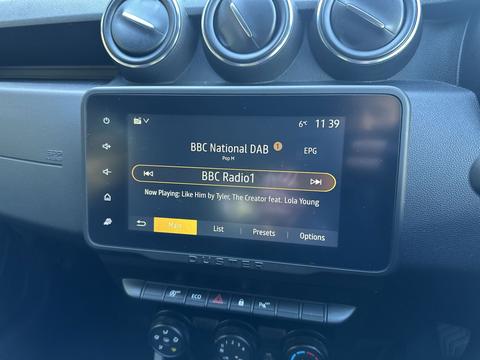 6°C 11 39
BBC National DAB 1
Pop M
EPG
BBC Radio1
Now Playing: Like Him by Tyler, The Creator feat. Lola Young
Main List Presets Options
DUSTER
ECO